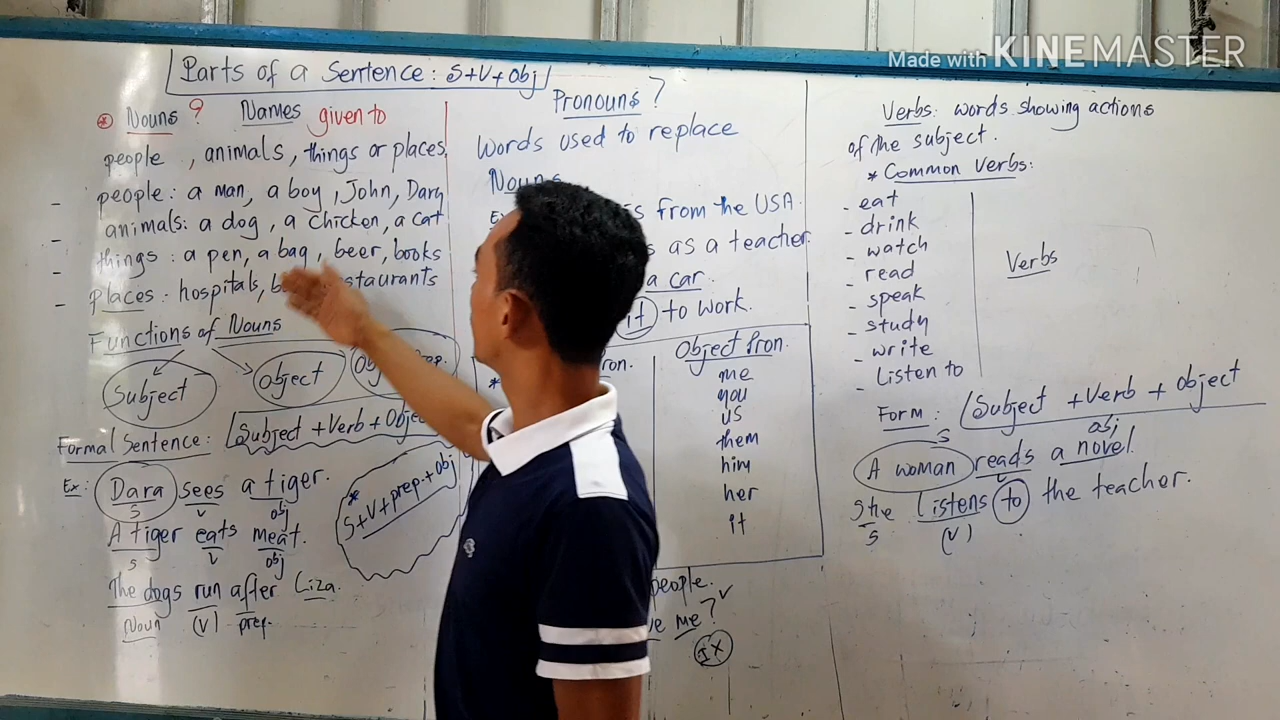 Made with KINEMASTER
Parts of a Sentence: S+V+Obj
Nouns? Names given to
people, animals, things or places.
- people: a man, a boy, John, Dary
- animals: a dog, a chicken, a cat
- things: a pen, a bag, beer, books
- places: hospitals,
Functions of Nouns
Subject
Object
Formal Sentence: Subject + Verb + Object
Ex: Dara sees a tiger.
S V obj
A tiger eats meat.
S V obj
The dogs run after Liza.
Noun (V) prep.
* S+V+prep.+obj
Pronouns?
Words used to replace
Nouns
from the USA.
as a teacher.
a car.
it to work.
Object Pron.
me
you
us
them
him
her
it
people.
me? ✓
I X
Verbs: words showing actions
of the subject.
* Common Verbs:
- eat
- drink
- watch
- read
- speak
- study
- write
- Listen to
Verbs
Form: Subject + Verb + Object
S obj
A woman reads a novel.
V
She listens to the teacher.
S (V)